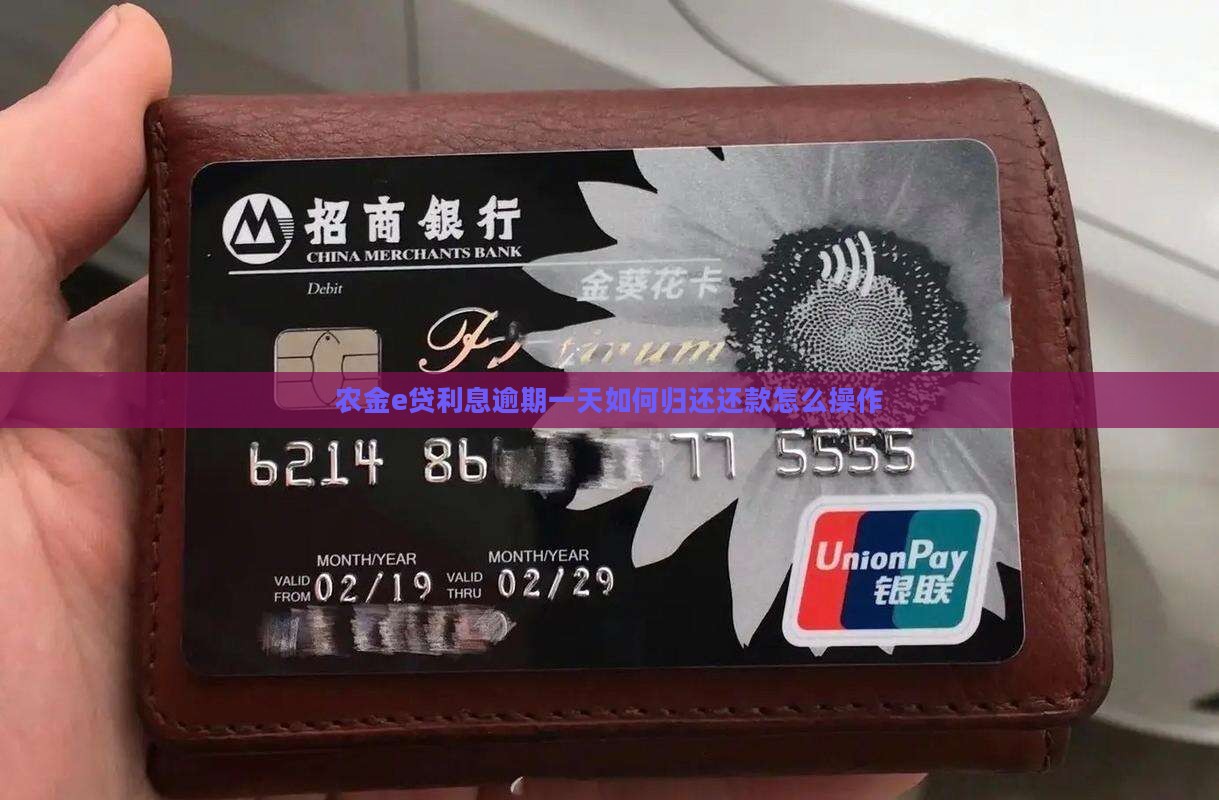 招商銀行
CHINA MERCHANTS BANK
Debit
金葵花卡
农金e贷利息逾期一天如何归还还款怎么操作
6214 86 77 5555
MONTH/YEAR MONTH/YEAR
VALID FROM 02/19 VALID THRU 02/29
UnionPay
银联